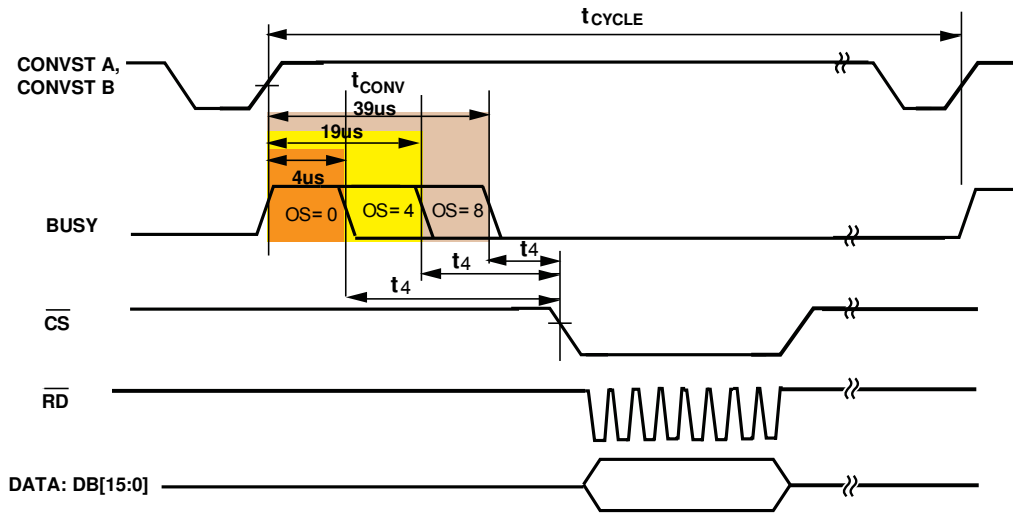 tCYCLE
CONVST A,
CONVST B
tCONV
39us
19us
4us
BUSY
OS= 0
OS= 4
OS= 8
t4
t4
t4
CS
RD
DATA: DB[15:0]